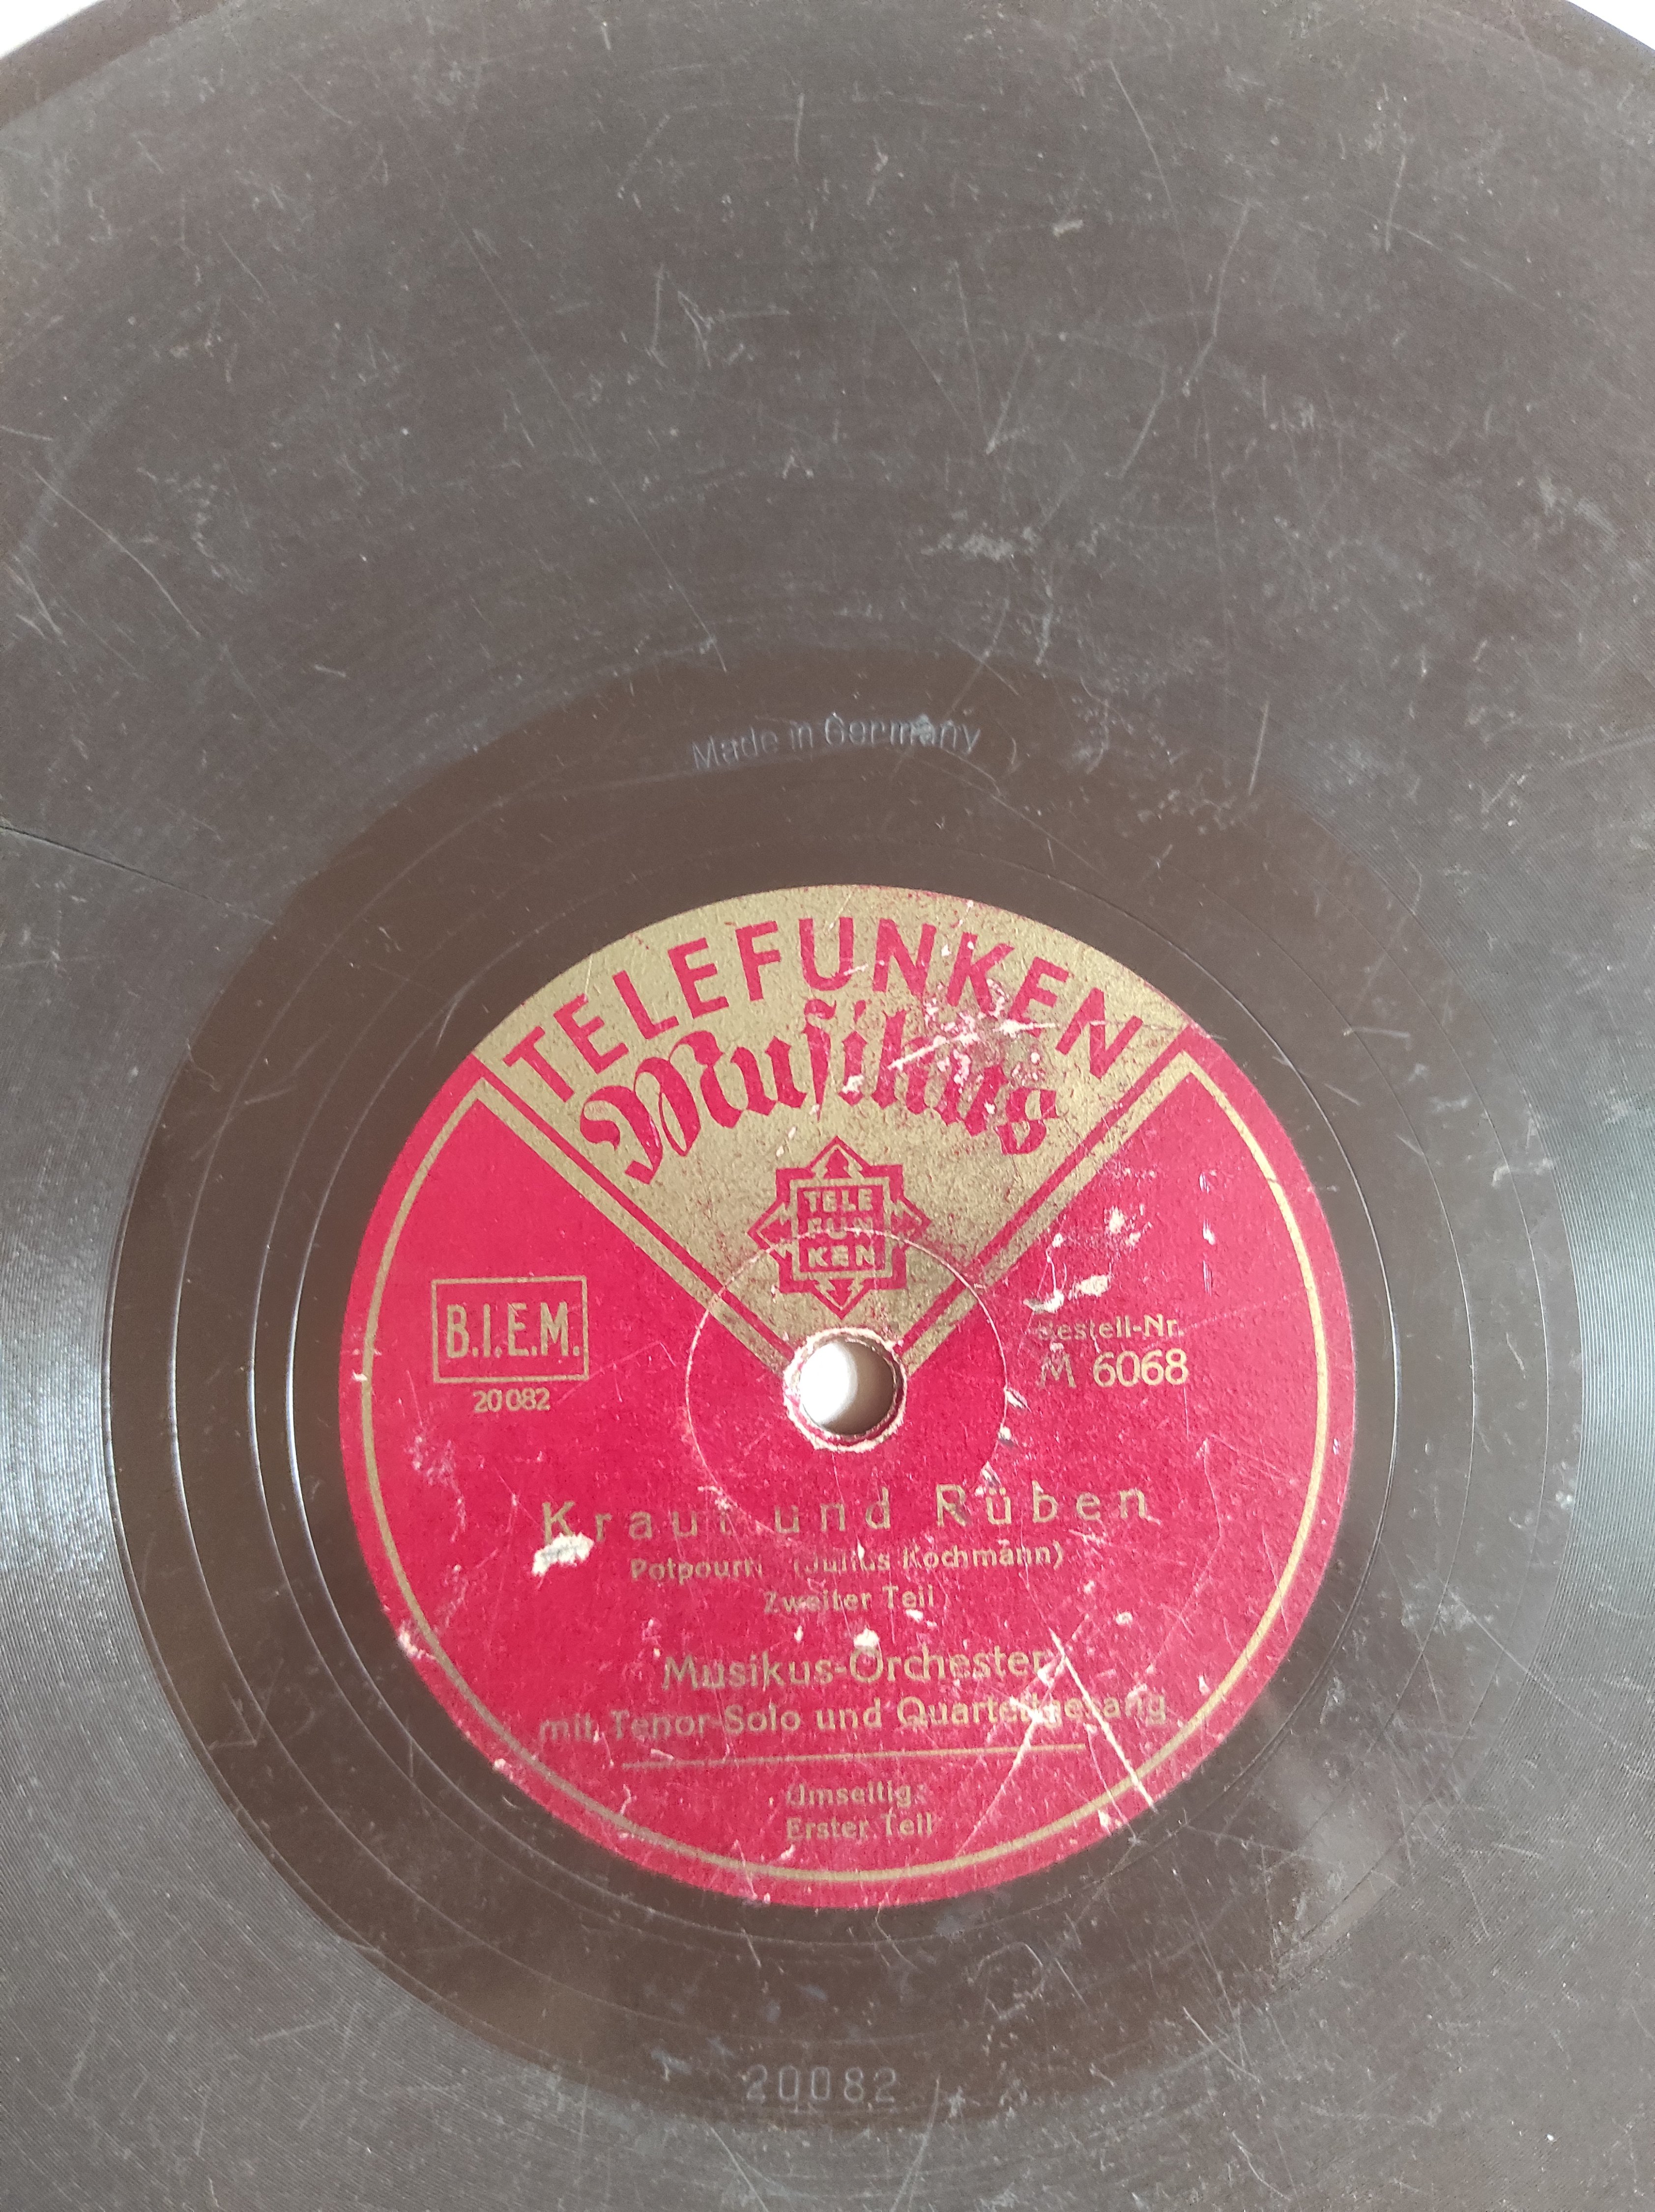 Made in Germany
TELEFUNKEN
Musikus
TELE
FUN
KEN
B.I.E.M.
20082
Bestell-Nr.
M 6068
Kraut und Rüben
Potpourri (Julius Kochmann)
Zweiter Teil
Musikus-Orchester
mit Tenor-Solo und Quartettgesang
Umseitig:
Erster Teil
20082